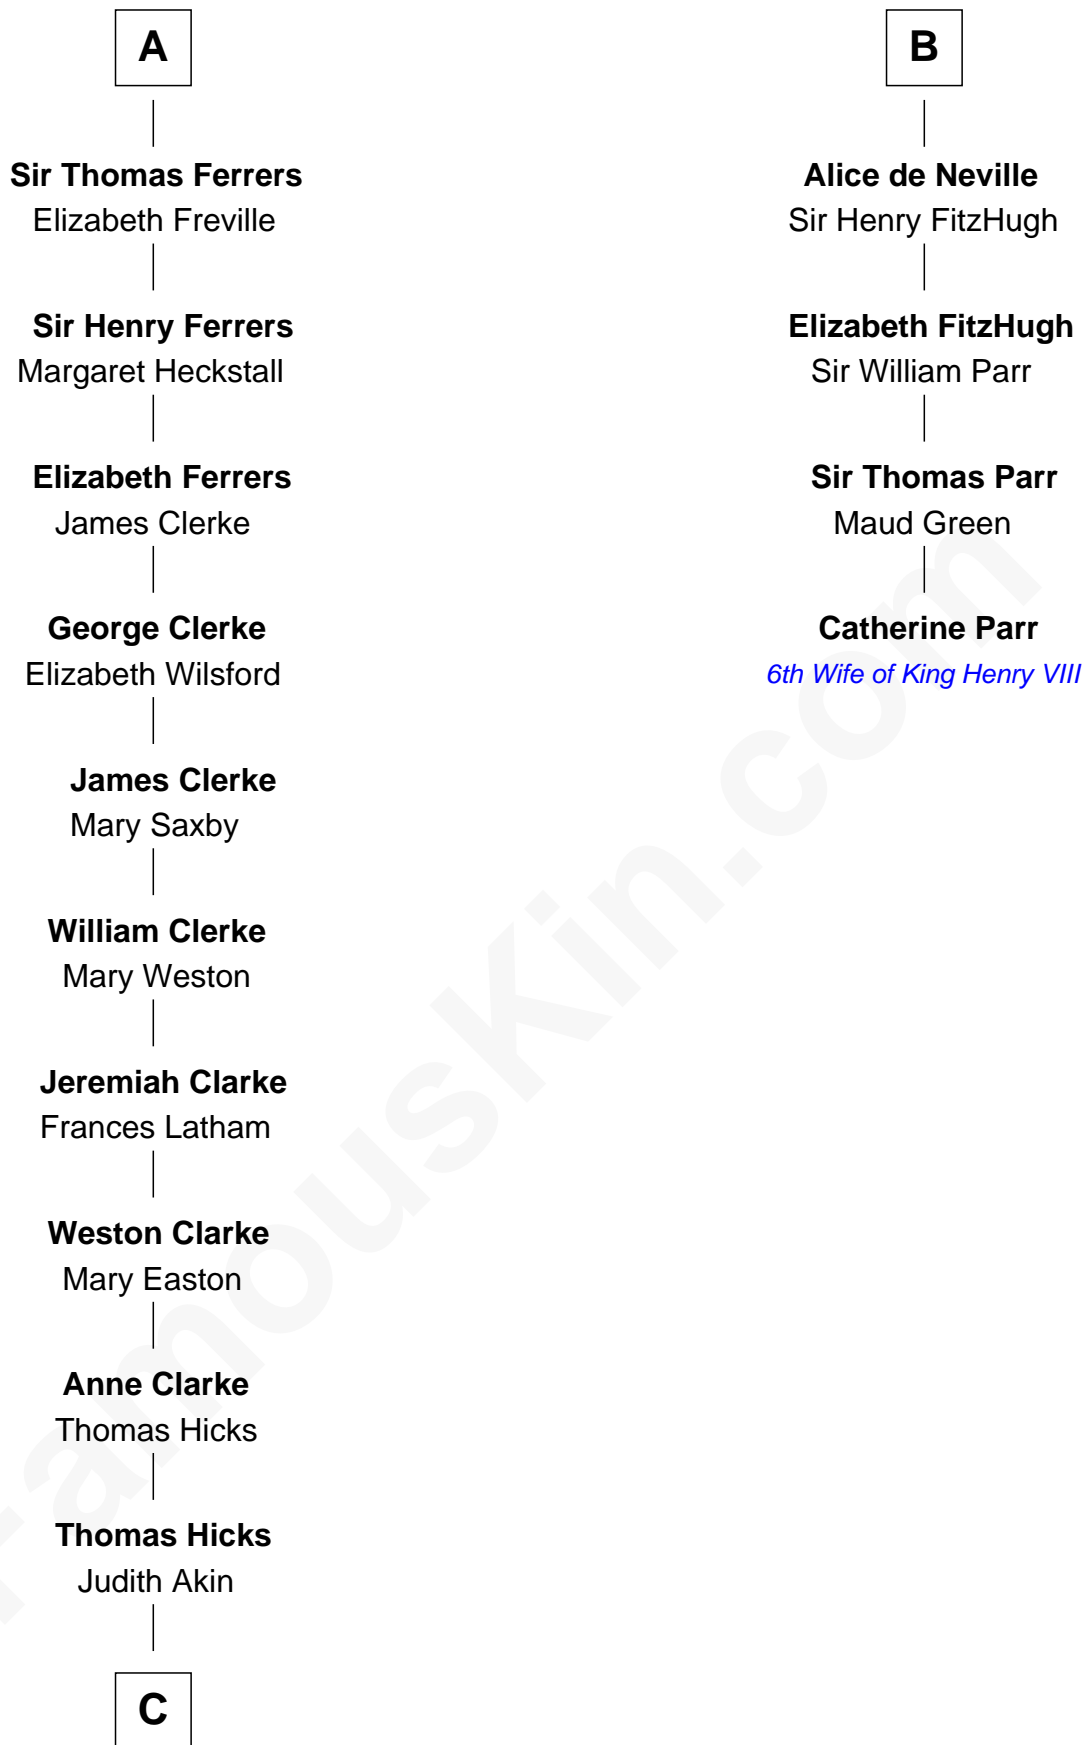 A
Sir Thomas Ferrers
Elizabeth Freville
Sir Henry Ferrers
Margaret Heckstall
Elizabeth Ferrers
James Clerke
George Clerke
Elizabeth Wilsford
James Clerke
Mary Saxby
William Clerke
Mary Weston
Jeremiah Clarke
Frances Latham
Weston Clarke
Mary Easton
Anne Clarke
Thomas Hicks
Thomas Hicks
Judith Akin
C
B
Alice de Neville
Sir Henry FitzHugh
Elizabeth FitzHugh
Sir William Parr
Sir Thomas Parr
Maud Green
Catherine Parr
6th Wife of King Henry VIII
FamousKin.com